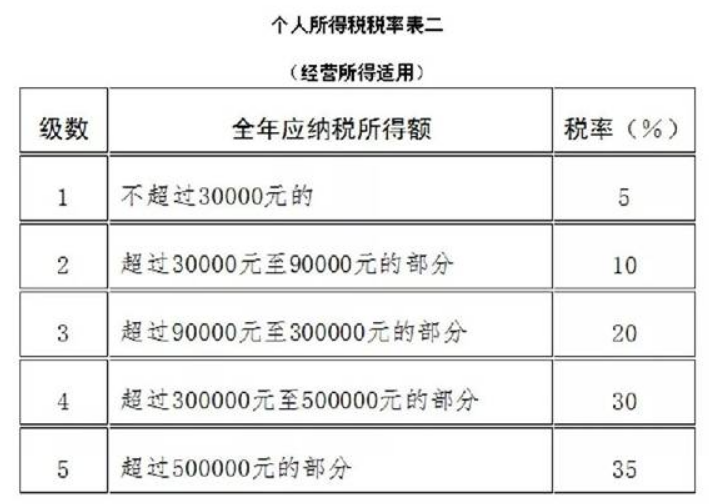 个人所得税税率表二
（经营所得适用）
级数 全年应纳税所得额 税率（%）
1 不超过30000元的 5
2 超过30000元至90000元的部分 10
3 超过90000元至300000元的部分 20
4 超过300000元至500000元的部分 30
5 超过500000元的部分 35